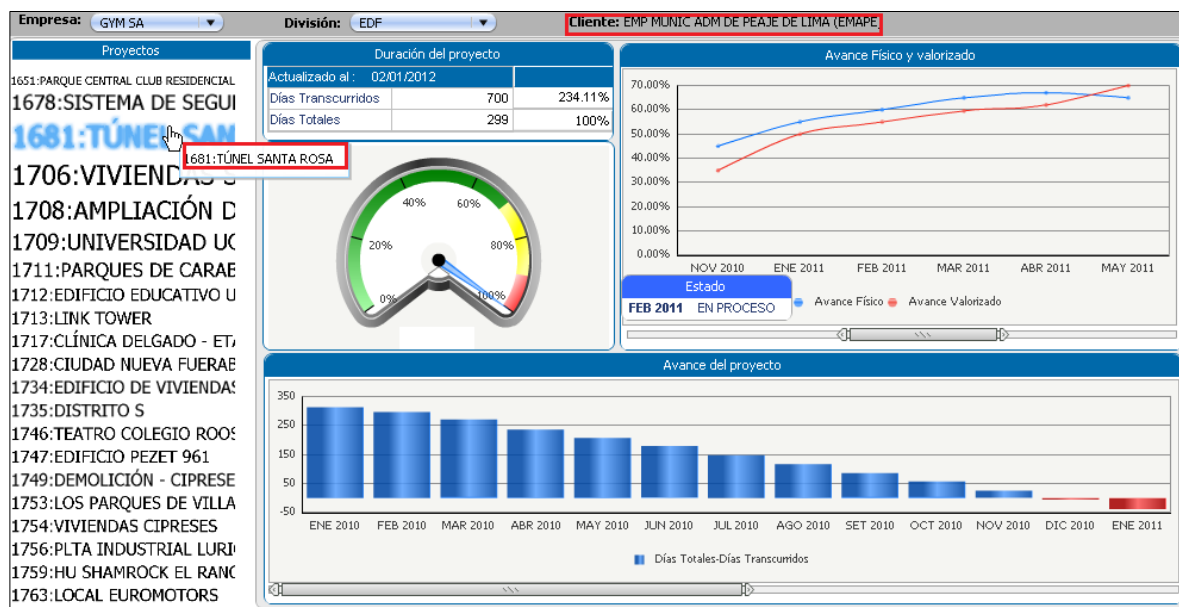 Empresa: GYM SA División: EDF Cliente: EMP MUNIC ADM DE PEAJE DE LIMA (EMAPE)
Proyectos
1651:PARQUE CENTRAL CLUB RESIDENCIAL
1678:SISTEMA DE SEGUI
1681:TÚNEL SAN
1681:TÚNEL SANTA ROSA
1706:VIVIENDAS S
1708:AMPLIACIÓN D
1709:UNIVERSIDAD UC
1711:PARQUES DE CARAB
1712:EDIFICIO EDUCATIVO U
1713:LINK TOWER
1717:CLÍNICA DELGADO - ET
1728:CIUDAD NUEVA FUERAB
1734:EDIFICIO DE VIVIENDAS
1735:DISTRITO S
1746:TEATRO COLEGIO ROOS
1747:EDIFICIO PEZET 961
1749:DEMOLICIÓN - CIPRESE
1753:LOS PARQUES DE VILLA
1754:VIVIENDAS CIPRESES
1756:PLTA INDUSTRIAL LURI
1759:HU SHAMROCK EL RANC
1763:LOCAL EUROMOTORS
Duración del proyecto
Actualizado al : 02/01/2012
Días Transcurridos 700 234.11%
Días Totales 299 100%
40% 60%
20% 80%
0% 100%
Avance Físico y valorizado
70.00%
60.00%
50.00%
40.00%
30.00%
20.00%
10.00%
0.00%
NOV 2010 ENE 2011 FEB 2011 MAR 2011 ABR 2011 MAY 2011
Estado
FEB 2011 EN PROCESO
Avance Físico Avance Valorizado
Avance del proyecto
350
250
150
50
-50
ENE 2010 FEB 2010 MAR 2010 ABR 2010 MAY 2010 JUN 2010 JUL 2010 AGO 2010 SET 2010 OCT 2010 NOV 2010 DIC 2010 ENE 2011
Días Totales-Días Transcurridos